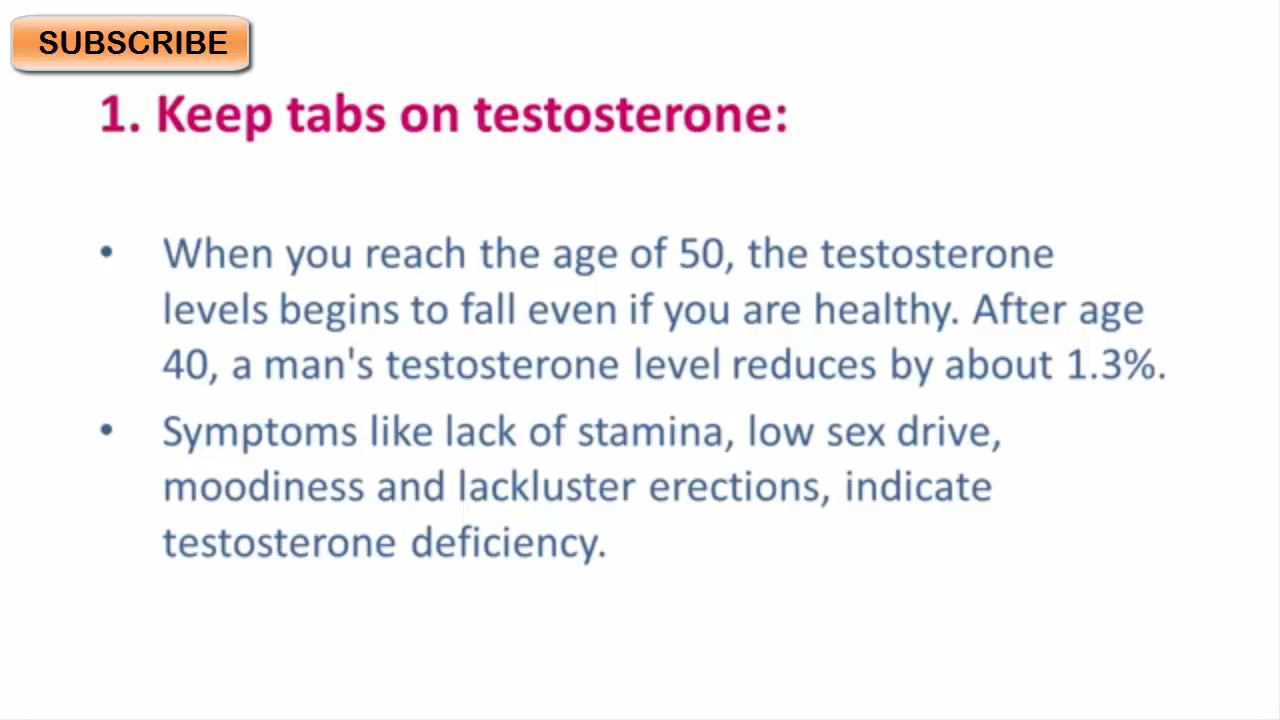 SUBSCRIBE
1. Keep tabs on testosterone:
• When you reach the age of 50, the testosterone
levels begins to fall even if you are healthy. After age
40, a man's testosterone level reduces by about 1.3%.
• Symptoms like lack of stamina, low sex drive,
moodiness and lackluster erections, indicate
testosterone deficiency.